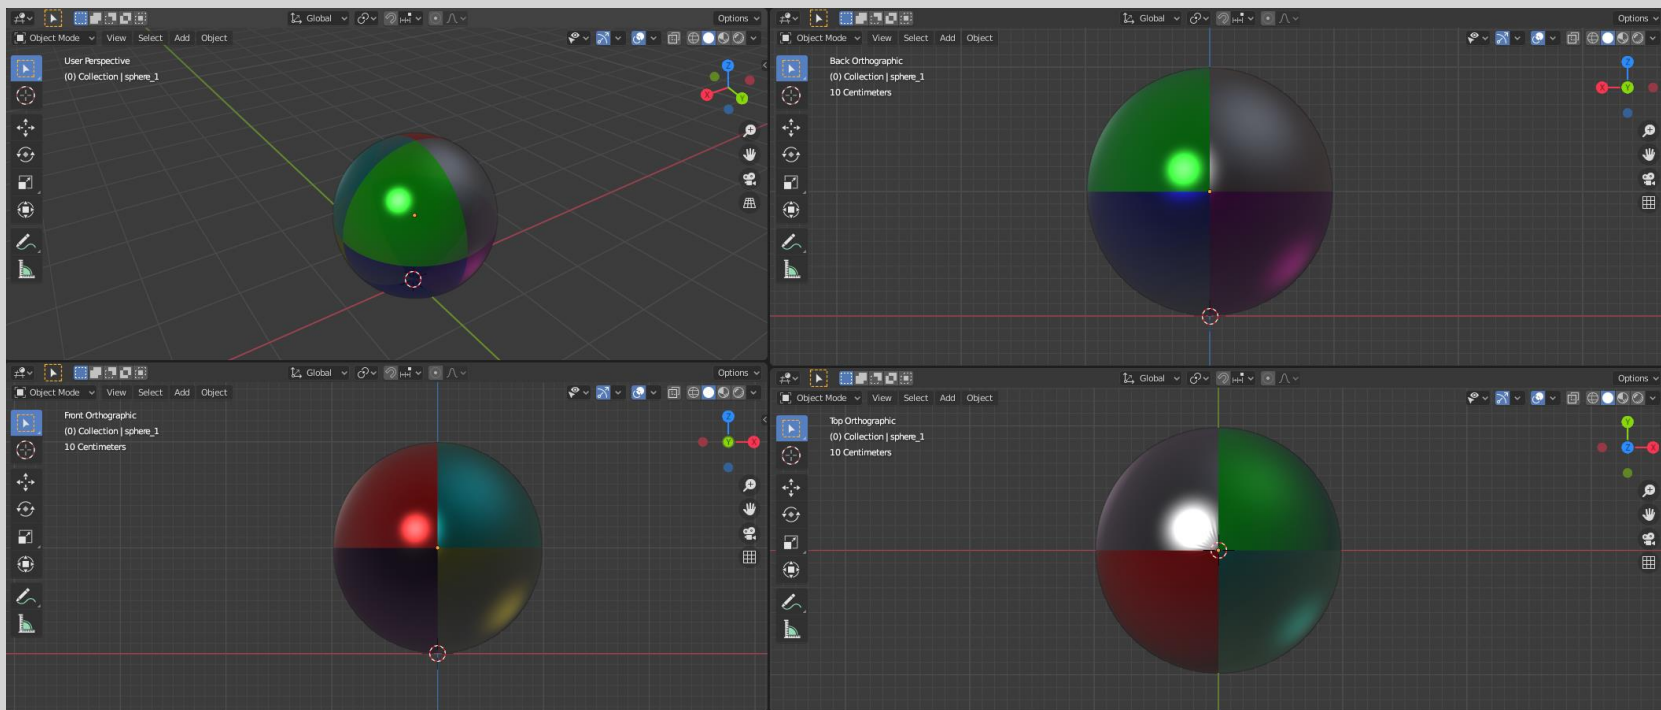 Global
Options
Object Mode View Select Add Object
User Perspective
(0) Collection | sphere_1
Z
X
Y
Global
Options
Object Mode View Select Add Object
Back Orthographic
(0) Collection | sphere_1
10 Centimeters
Z
X
Y
Global
Options
Object Mode View Select Add Object
Front Orthographic
(0) Collection | sphere_1
10 Centimeters
Z
Y
X
Global
Options
Object Mode View Select Add Object
Top Orthographic
(0) Collection | sphere_1
10 Centimeters
Y
Z
X